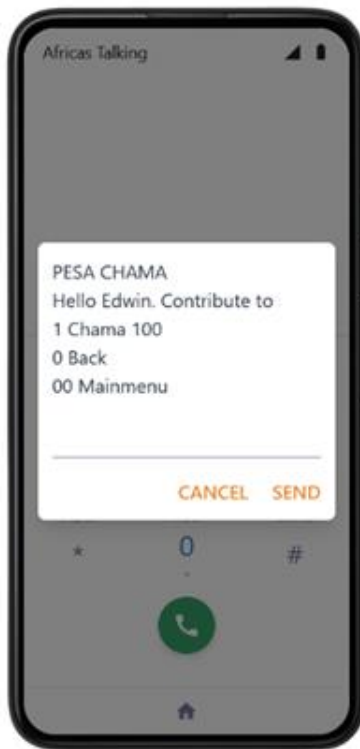 Africas Talking
PESA CHAMA
Hello Edwin. Contribute to
1 Chama 100
0 Back
00 Mainmenu
CANCEL SEND
* 0 #